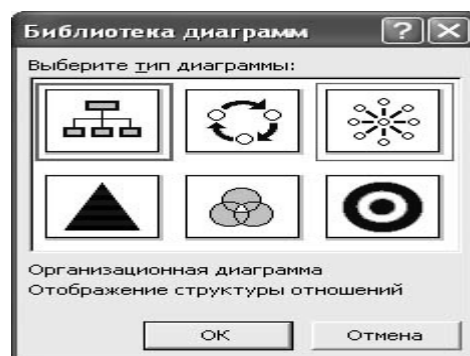 Библиотека диаграмм
Выберите тип диаграммы:
Организационная диаграмма
Отображение структуры отношений
ОК
Отмена